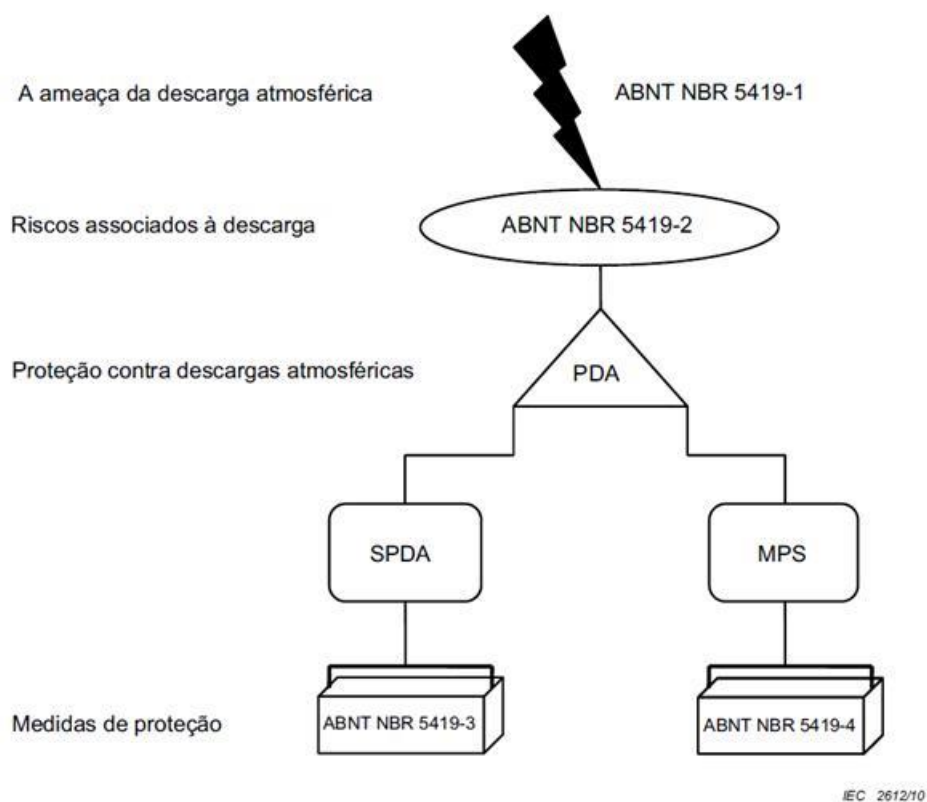 A ameaça da descarga atmosférica
ABNT NBR 5419-1
Riscos associados à descarga
ABNT NBR 5419-2
Proteção contra descargas atmosféricas
PDA
SPDA
MPS
Medidas de proteção
ABNT NBR 5419-3
ABNT NBR 5419-4
IEC 2612/10